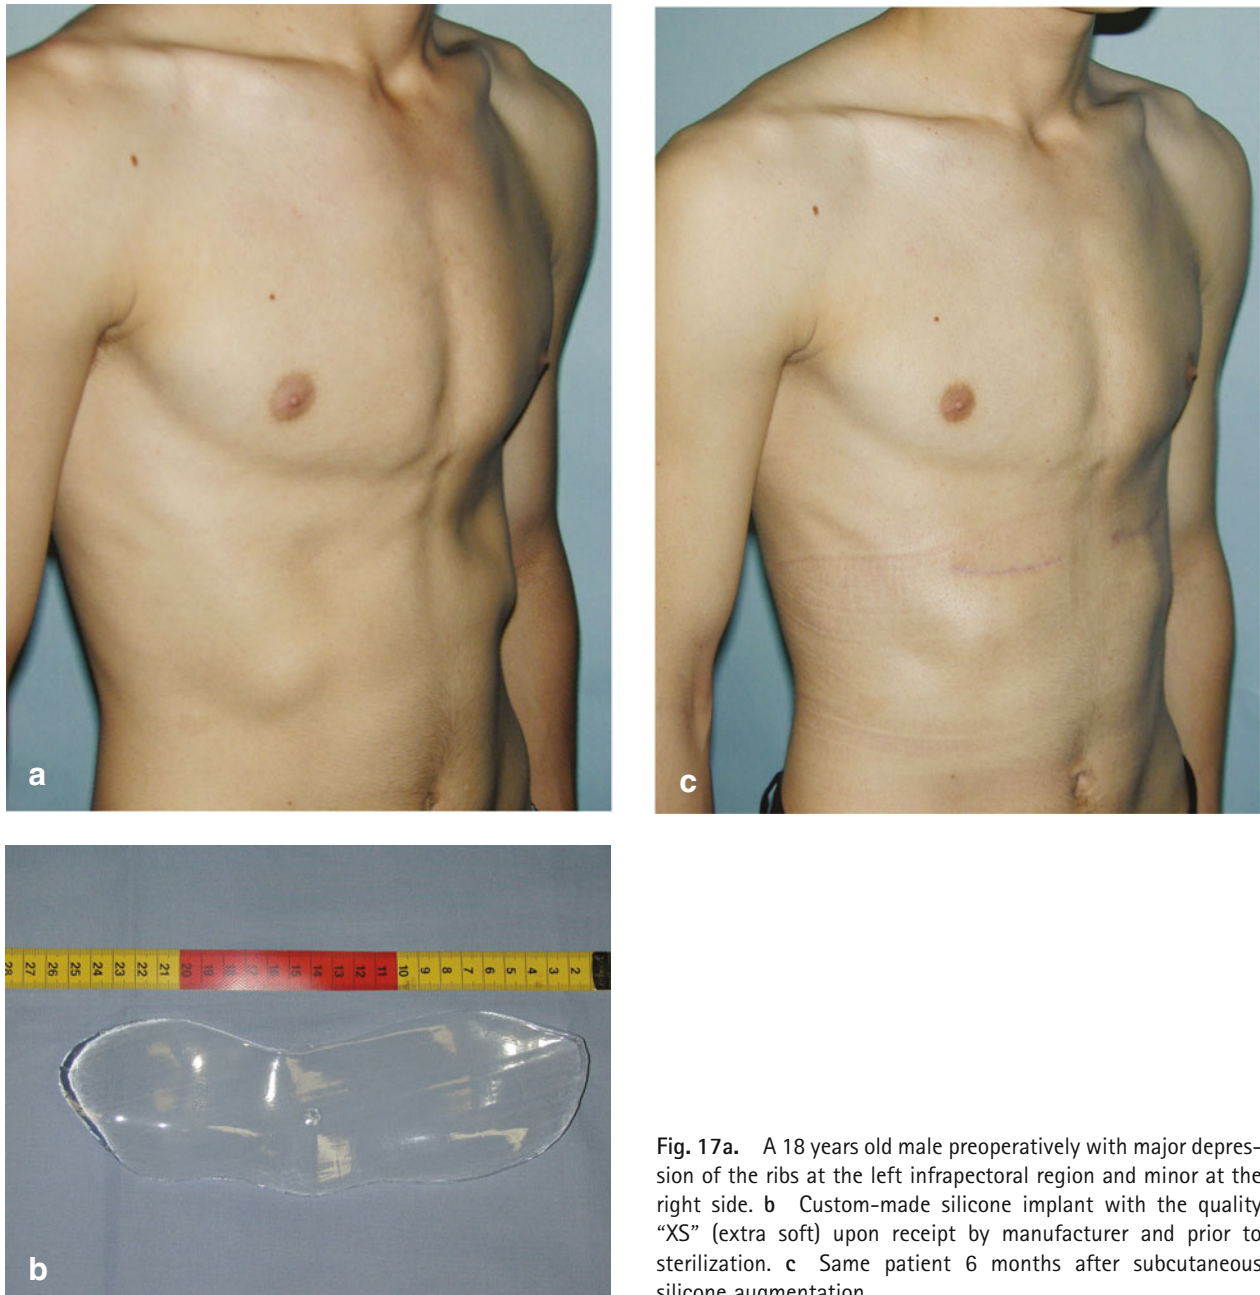 a
c
28 27 26 25 24 23 22 21 20 19 18 17 16 15 14 13 12 11 10 9 8 7 6 5 4 3 2
b
Fig. 17a. A 18 years old male preoperatively with major depres-
sion of the ribs at the left infrapectoral region and minor at the
right side. b Custom-made silicone implant with the quality
“XS” (extra soft) upon receipt by manufacturer and prior to
sterilization. c Same patient 6 months after subcutaneous
silicone augmentation